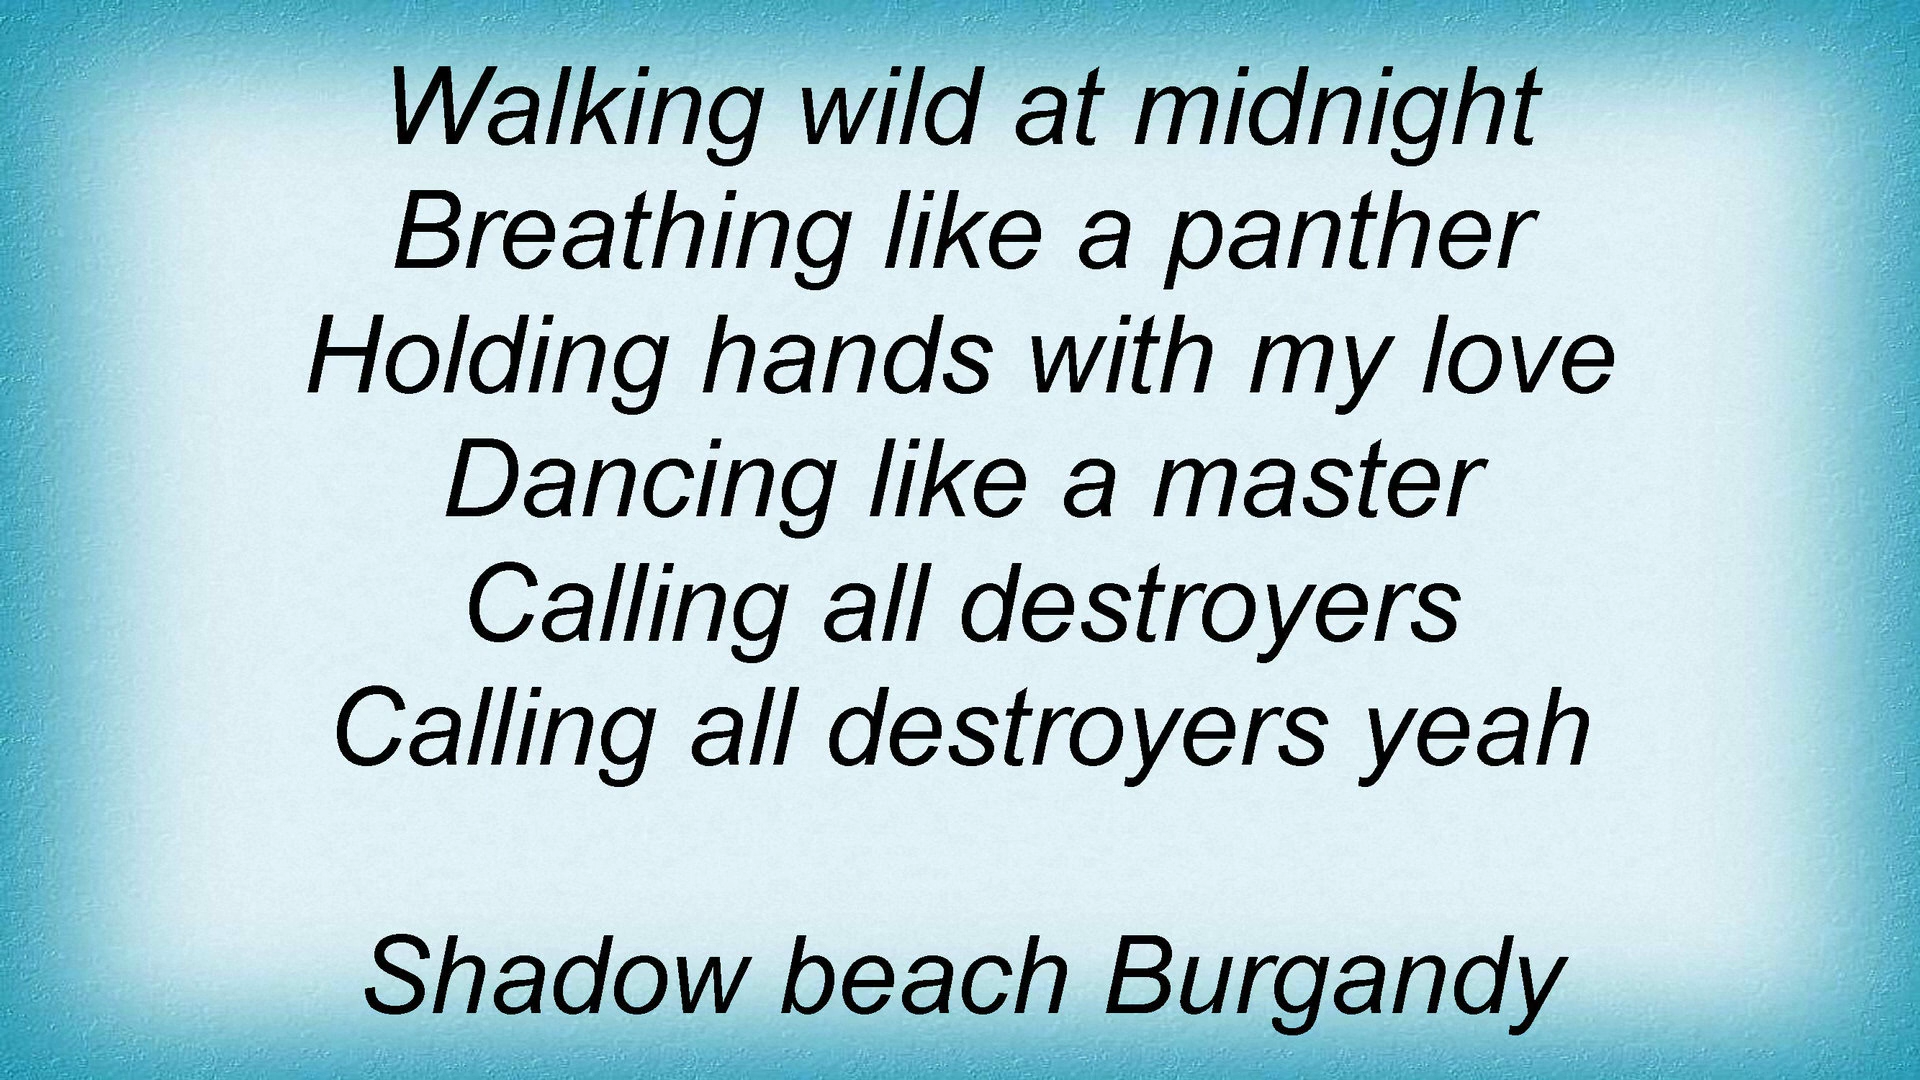 Walking wild at midnight
Breathing like a panther
Holding hands with my love
Dancing like a master
Calling all destroyers
Calling all destroyers yeah
Shadow beach Burgandy